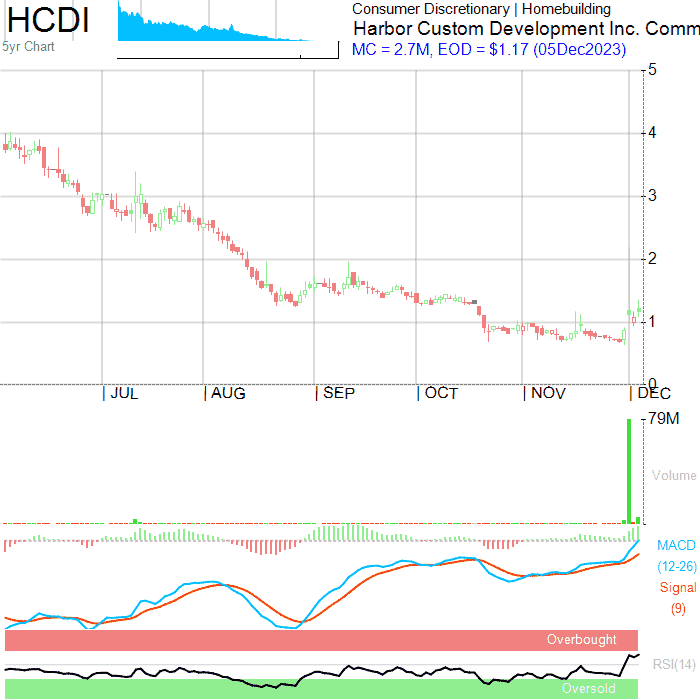 HCDI
5yr Chart
Consumer Discretionary | Homebuilding
Harbor Custom Development Inc. Comm
MC = 2.7M, EOD = $1.17 (05Dec2023)
5
4
3
2
1
0
| JUL | AUG | SEP | OCT | NOV | DEC
79M
Volume
MACD
(12-26)
Signal
(9)
Overbought
RSI(14)
Oversold